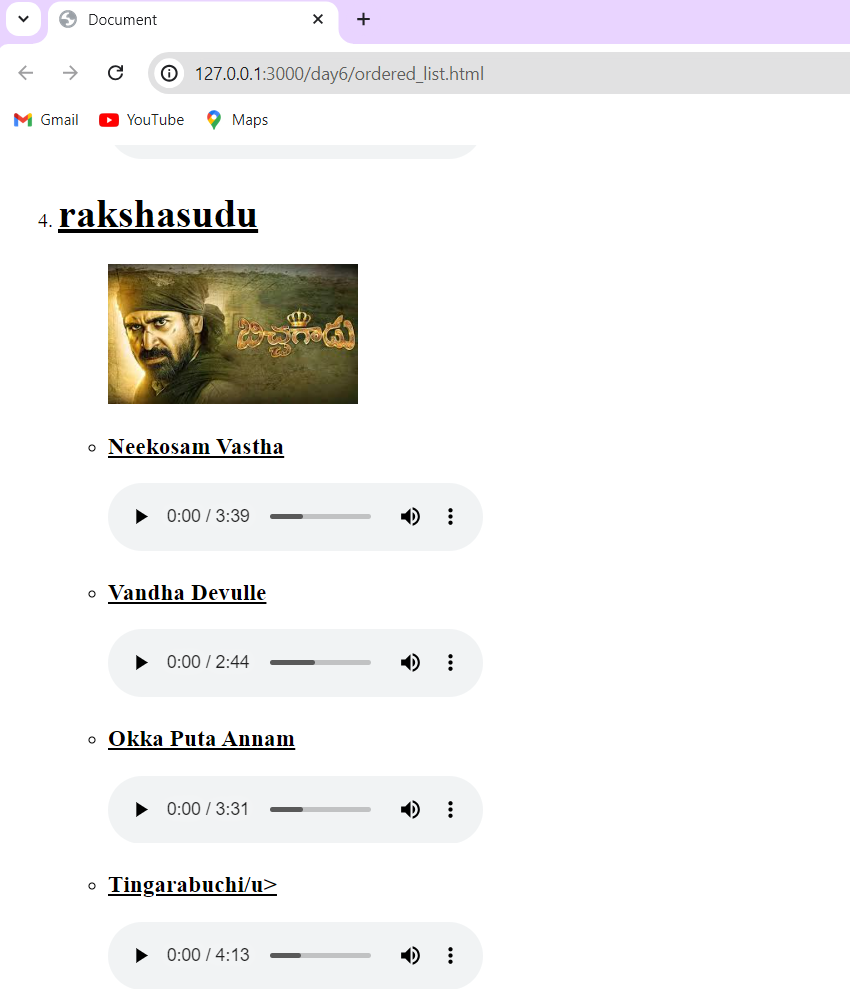 Document
127.0.0.1:3000/day6/ordered_list.html
Gmail YouTube Maps
4. rakshasudu
బిచ్చగాడు
Neekosam Vastha
0:00 / 3:39
Vandha Devulle
0:00 / 2:44
Okka Puta Annam
0:00 / 3:31
Tingarabuchi/u>
0:00 / 4:13